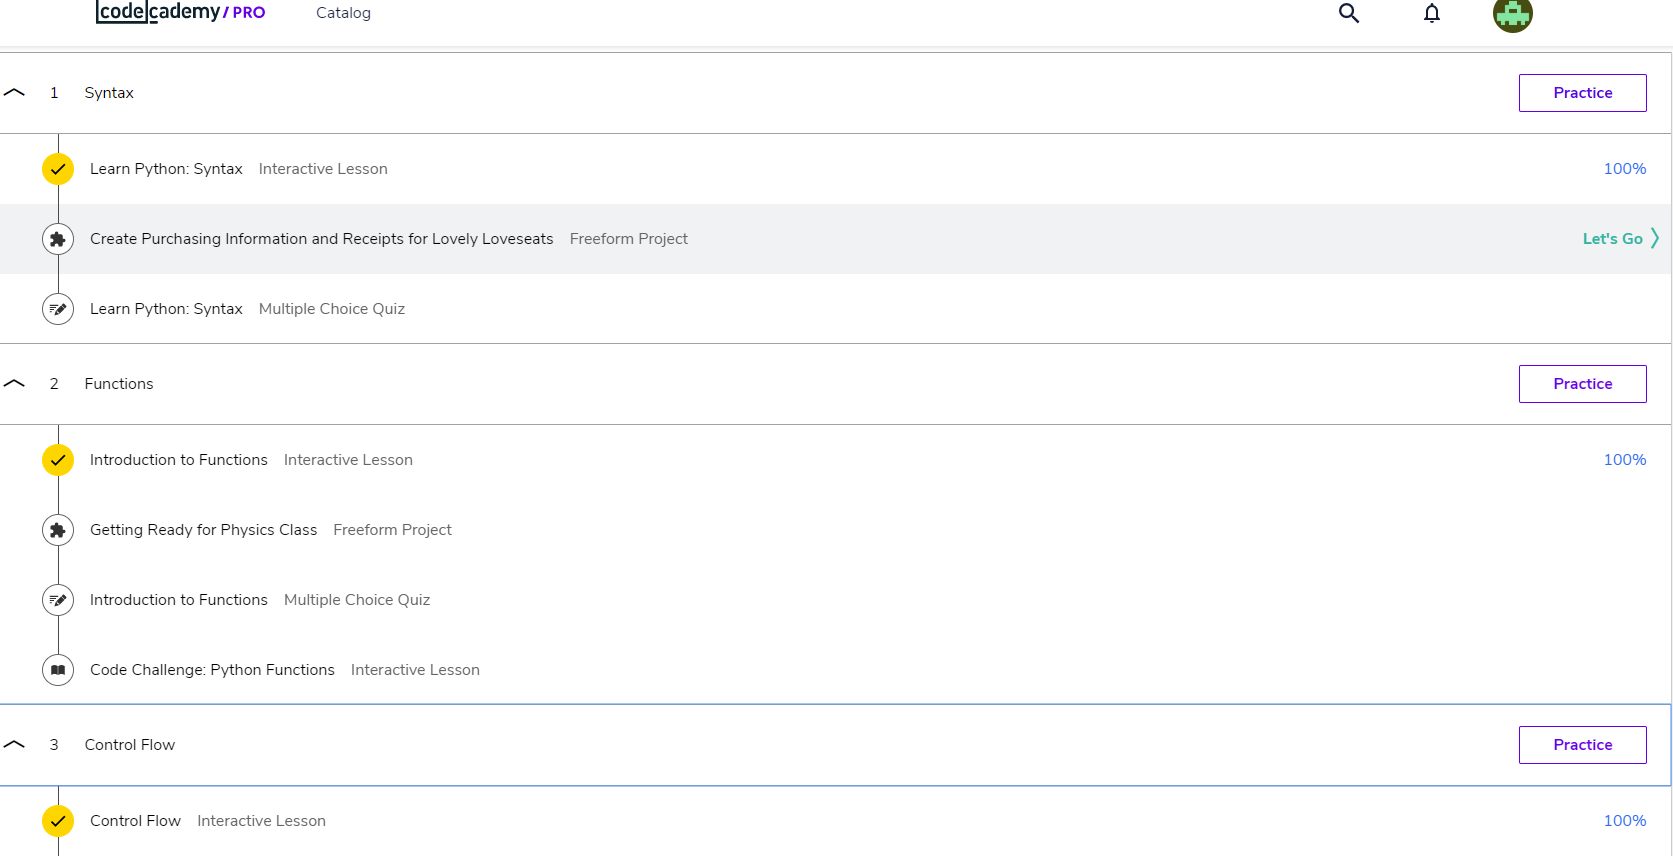 codecademy/PRO Catalog
1 Syntax Practice
Learn Python: Syntax Interactive Lesson 100%
Create Purchasing Information and Receipts for Lovely Loveseats Freeform Project Let's Go
Learn Python: Syntax Multiple Choice Quiz
2 Functions Practice
Introduction to Functions Interactive Lesson 100%
Getting Ready for Physics Class Freeform Project
Introduction to Functions Multiple Choice Quiz
Code Challenge: Python Functions Interactive Lesson
3 Control Flow Practice
Control Flow Interactive Lesson 100%